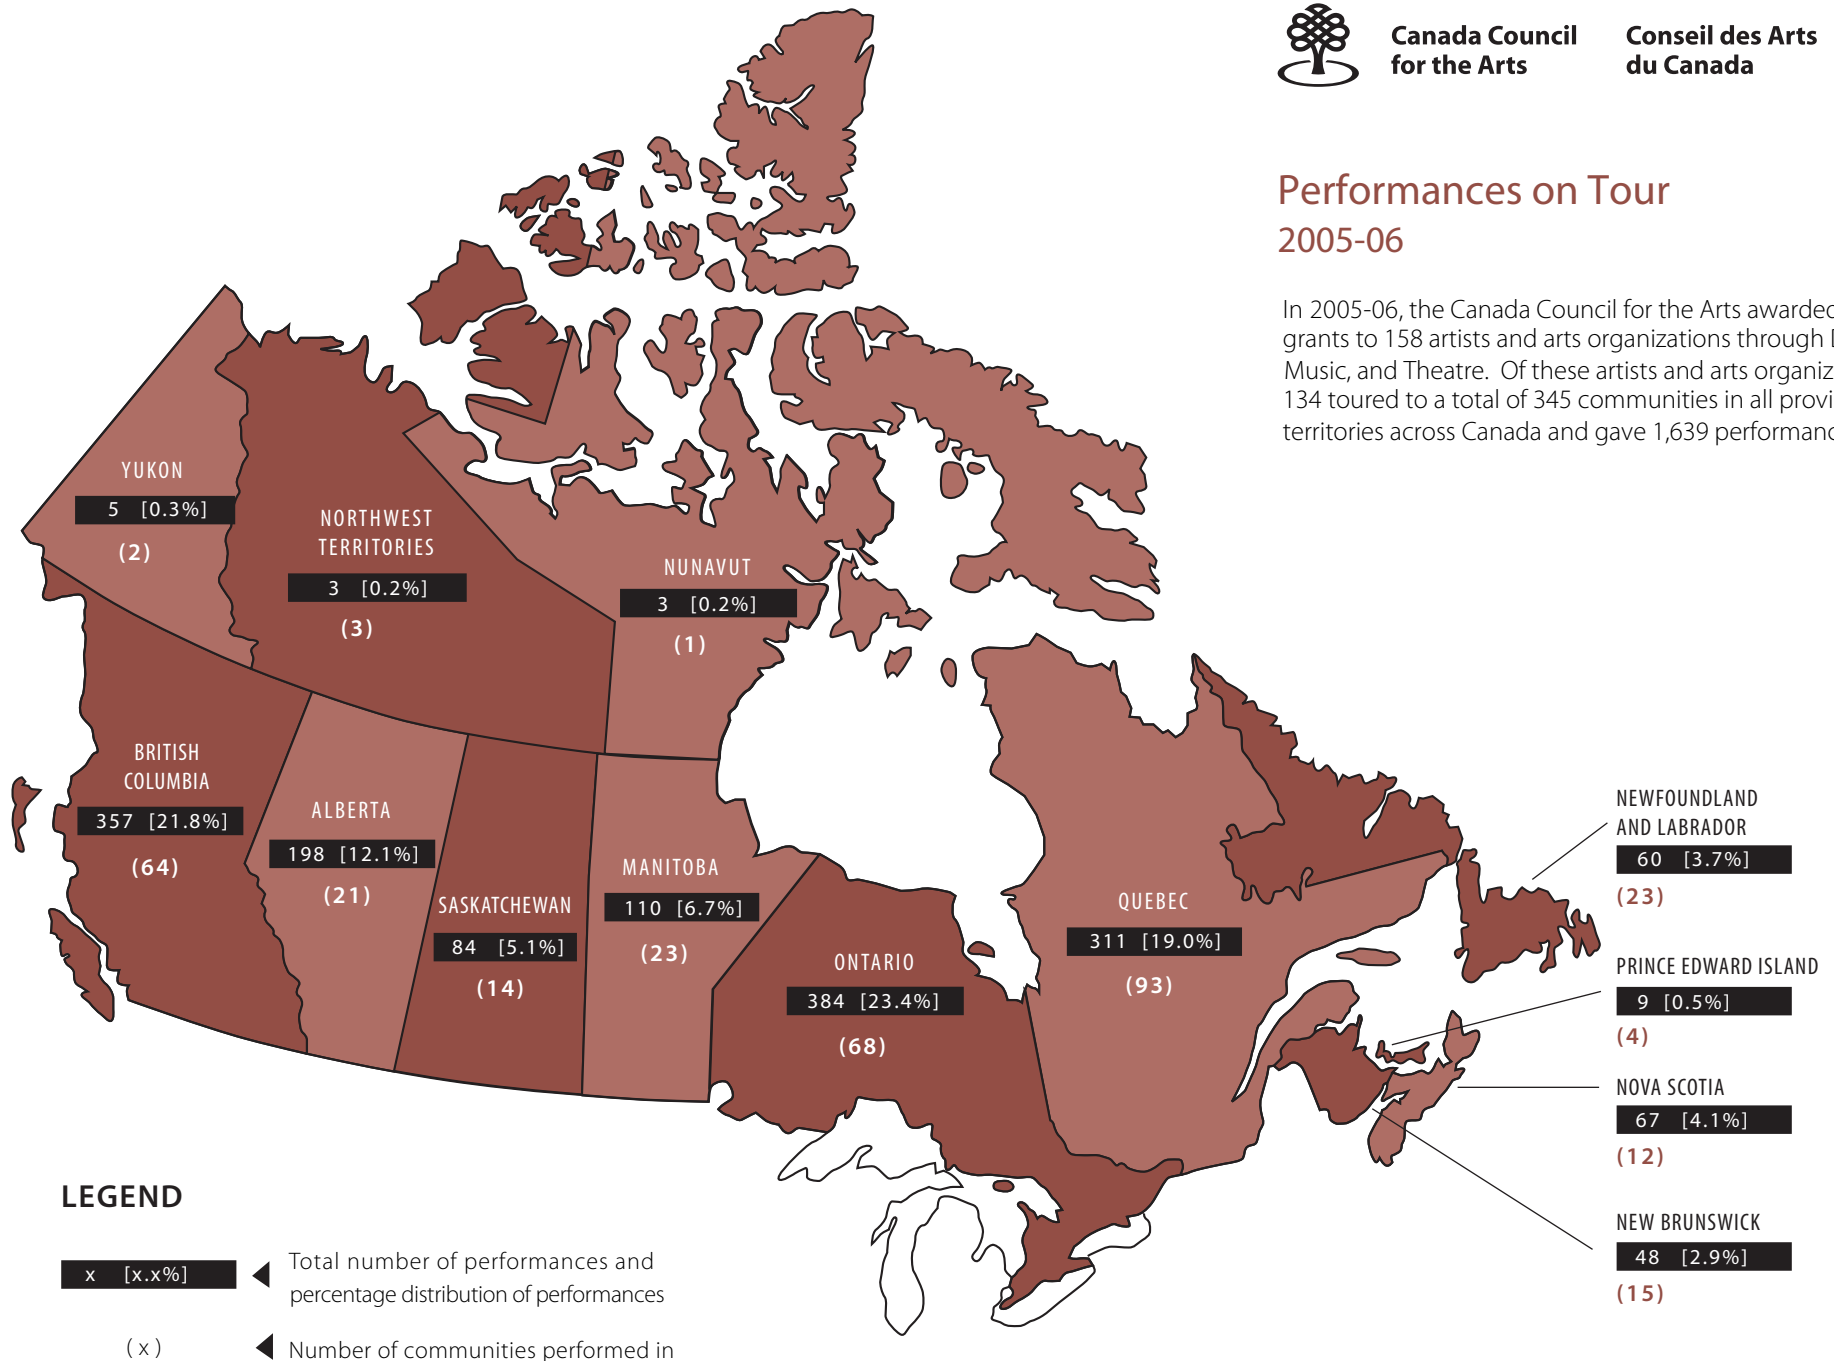 Canada Council
for the Arts
Conseil des Arts
du Canada
Performances on Tour
2005-06
In 2005-06, the Canada Council for the Arts awarded
grants to 158 artists and arts organizations through
Music, and Theatre. Of these artists and arts organiz
134 toured to a total of 345 communities in all provi
territories across Canada and gave 1,639 performanc
YUKON
5 [0.3%]
(2)
NORTHWEST
TERRITORIES
3 [0.2%]
(3)
NUNAVUT
3 [0.2%]
(1)
BRITISH
COLUMBIA
357 [21.8%]
(64)
ALBERTA
198 [12.1%]
(21)
SASKATCHEWAN
84 [5.1%]
(14)
MANITOBA
110 [6.7%]
(23)
ONTARIO
384 [23.4%]
(68)
QUEBEC
311 [19.0%]
(93)
NEWFOUNDLAND
AND LABRADOR
60 [3.7%]
(23)
PRINCE EDWARD ISLAND
9 [0.5%]
(4)
NOVA SCOTIA
67 [4.1%]
(12)
NEW BRUNSWICK
48 [2.9%]
(15)
LEGEND
x [x.x%]
Total number of performances and
percentage distribution of performances
(x)
Number of communities performed in